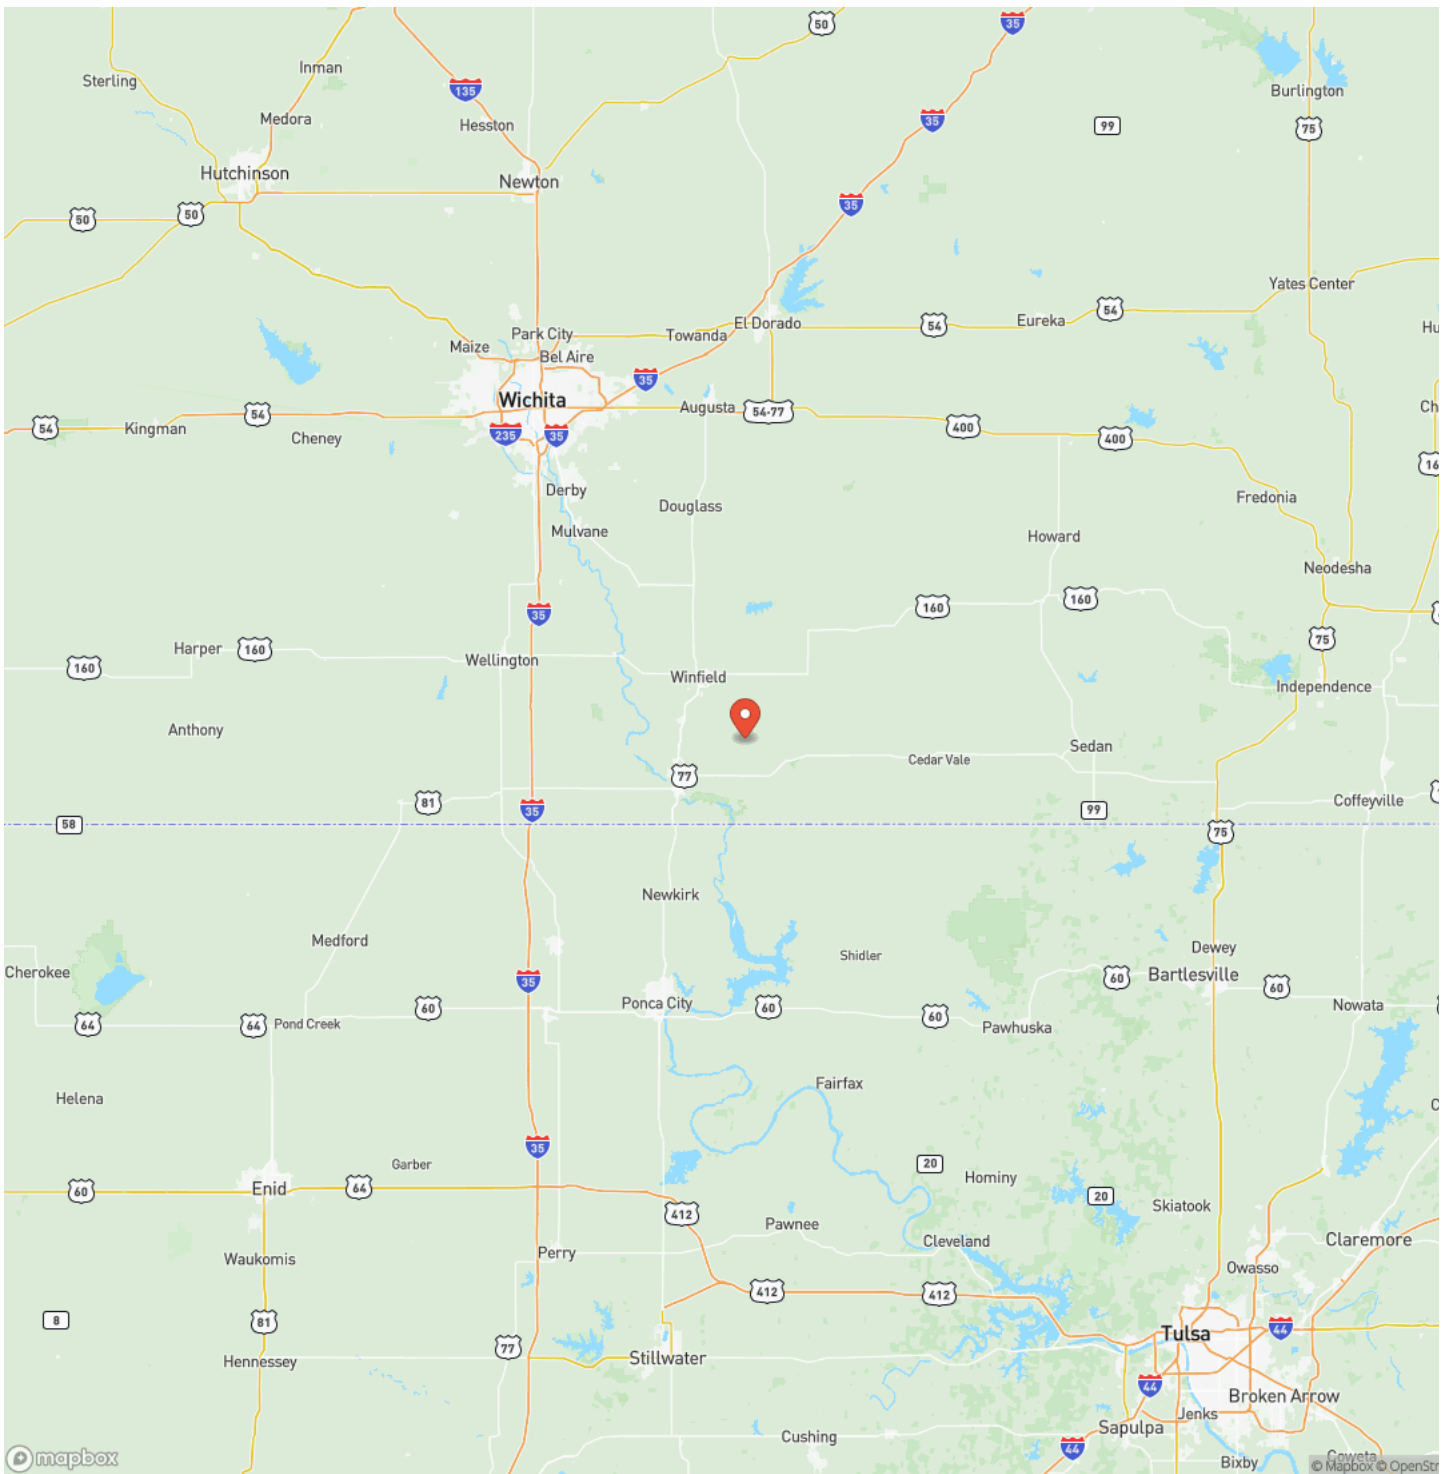 50
35
Inman
Sterling
135
Burlington
Medora
Hesston
35
99
75
Hutchinson
Newton
35
50
50
Yates Center
54
Park City
Towanda
El Dorado
54
Eureka
Hu
Maize
Bel Aire
35
Wichita
Augusta
54-77
Ch
54
54
Kingman
Cheney
235
35
400
400
16
Derby
Fredonia
Douglass
Mulvane
Howard
Neodesha
35
160
160
75
Harper
160
Wellington
160
Winfield
Independence
Anthony
Sedan
Cedar Vale
77
81
35
99
Coffeyville
58
75
Newkirk
Medford
Dewey
Shidler
Cherokee
Bartlesville
35
60
60
Ponca City
60
60
60
Nowata
64
64
Pond Creek
Pawhuska
Fairfax
Helena
C
35
Garber
20
Hominy
60
Enid
64
20
Skiatook
412
Pawnee
Cleveland
Claremore
Perry
Waukomis
Owasso
412
412
8
81
44
Tulsa
77
Hennessey
Stillwater
44
Broken Arrow
Jenks
Sapulpa
Cushing
44
Bixby
Coweta
mapbox
© Mapbox © OpenStr